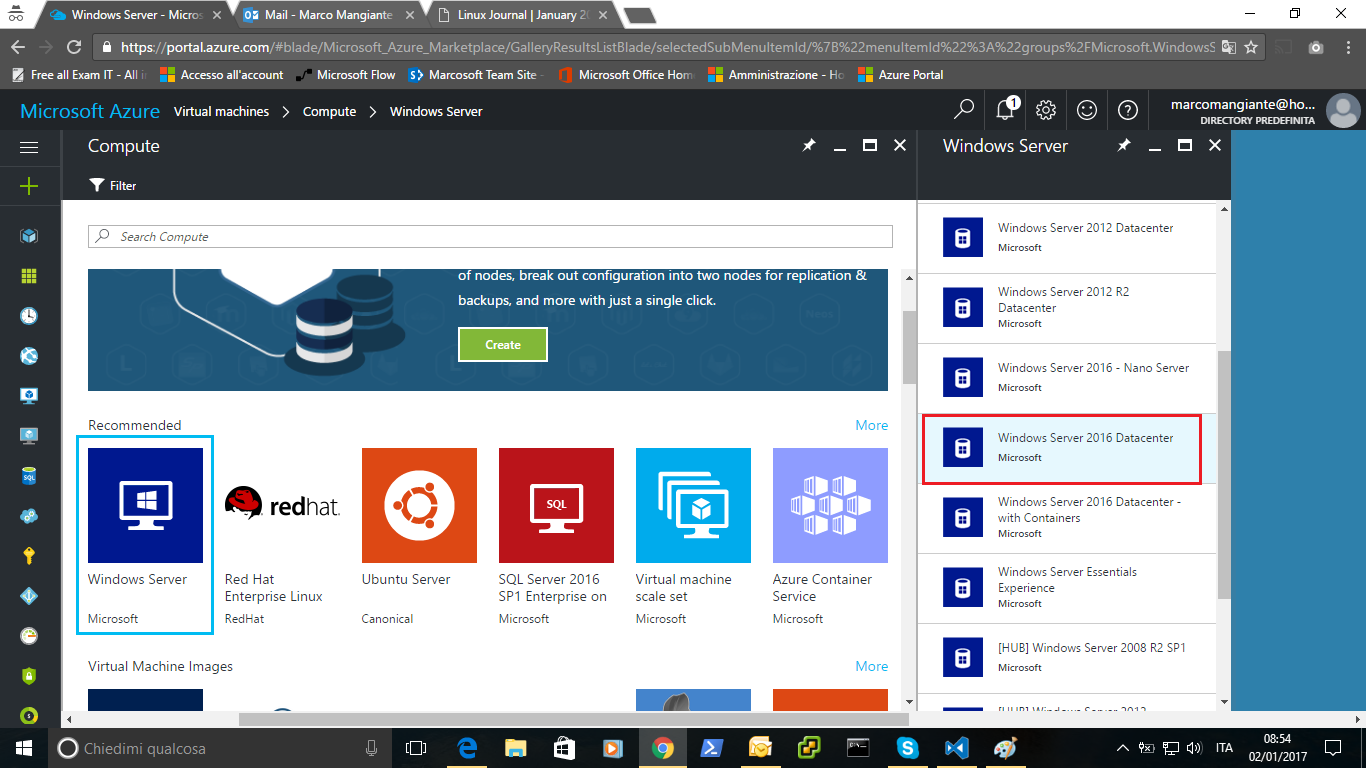 Windows Server - Micros
Mail - Marco Mangiante
Linux Journal | January 20
https://portal.azure.com/#blade/Microsoft_Azure_Marketplace/GalleryResultsListBlade/selectedSubMenuItemId/%7B%22menuItemId%22%3A%22groups%2FMicrosoft.WindowsS
Free all Exam IT - All i
Accesso all'account
Microsoft Flow
Marcosoft Team Site -
Microsoft Office Hom
Amministrazione - Ho
Azure Portal
Microsoft Azure Virtual machines > Compute > Windows Server
1
marcomangiante@ho...
DIRECTORY PREDEFINITA
Compute
Filter
Search Compute
of nodes, break out configuration into two nodes for replication &
backups, and more with just a single click.
Create
Recommended
More
Windows Server
Microsoft
redhat.
Red Hat
Enterprise Linux
RedHat
Ubuntu Server
Canonical
SQL
SQL Server 2016
SP1 Enterprise on
Microsoft
Virtual machine
scale set
Microsoft
Azure Container
Service
Microsoft
Virtual Machine Images
More
Windows Server
Windows Server 2012 Datacenter
Microsoft
Windows Server 2012 R2
Datacenter
Microsoft
Windows Server 2016 - Nano Server
Microsoft
Windows Server 2016 Datacenter
Microsoft
Windows Server 2016 Datacenter -
with Containers
Microsoft
Windows Server Essentials
Experience
Microsoft
[HUB] Windows Server 2008 R2 SP1
Microsoft
[HUB] Windows Server 2012
SQL
Chiedimi qualcosa
ITA
08:54
02/01/2017